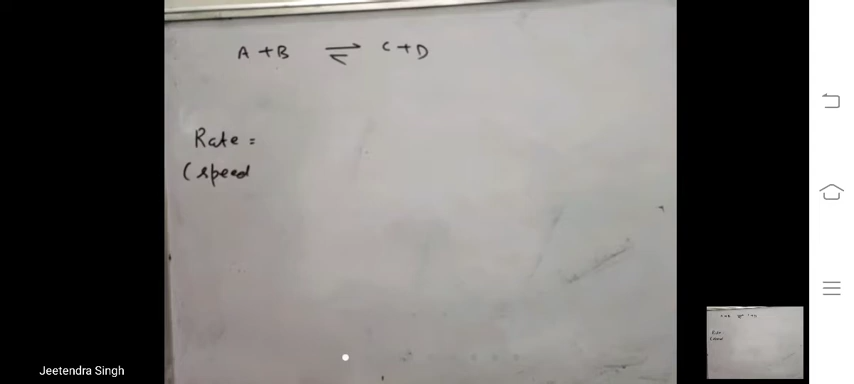 A + B ⇌ C + D
Rate =
( speed
Jeetendra Singh